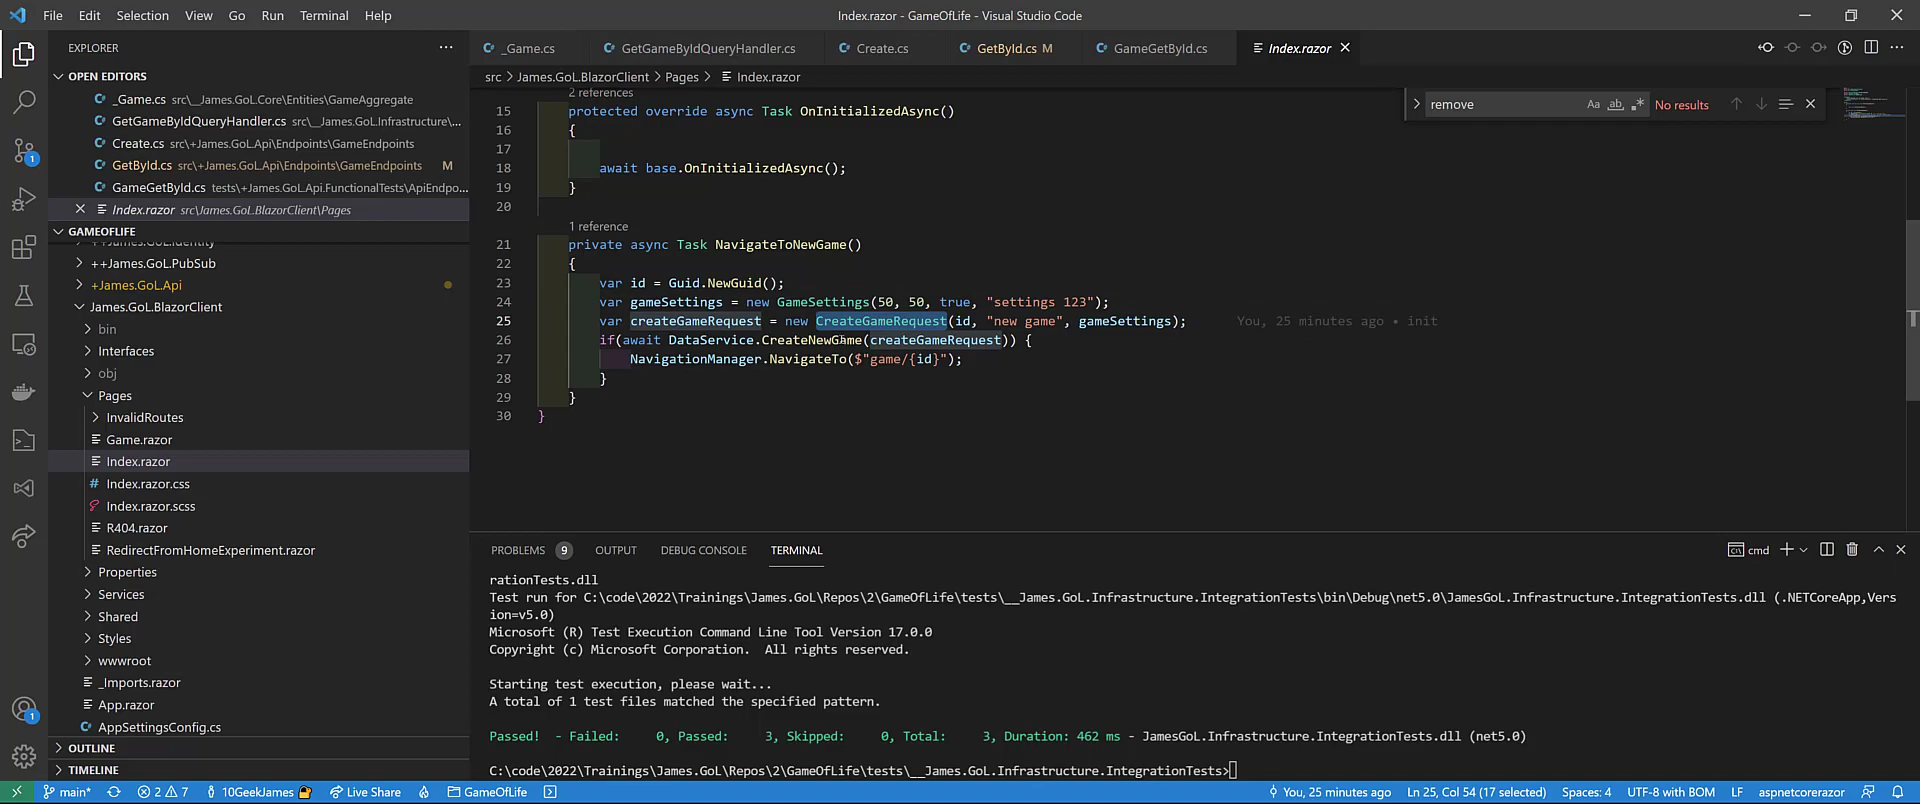 File Edit Selection View Go Run Terminal Help
Index.razor - GameOfLife - Visual Studio Code
EXPLORER
OPEN EDITORS
_Game.cs src\__James.GoL.Core\Entities\GameAggregate
GetGameByIdQueryHandler.cs src\__James.GoL.Infrastructure\...
Create.cs src\+James.GoL.Api\Endpoints\GameEndpoints
GetById.cs src\+James.GoL.Api\Endpoints\GameEndpoints M
GameGetById.cs tests\+James.GoL.Api.FunctionalTests\ApiEndpo...
Index.razor src\James.GoL.BlazorClient\Pages
GAMEOFLIFE
++James.GoL.Identity
++James.GoL.PubSub
+James.GoL.Api
James.GoL.BlazorClient
bin
Interfaces
obj
Pages
InvalidRoutes
Game.razor
Index.razor
Index.razor.css
Index.razor.scss
R404.razor
RedirectFromHomeExperiment.razor
Properties
Services
Shared
Styles
wwwroot
_Imports.razor
App.razor
AppSettingsConfig.cs
OUTLINE
TIMELINE
_Game.cs GetGameByIdQueryHandler.cs Create.cs GetById.cs M GameGetById.cs Index.razor
src > James.GoL.BlazorClient > Pages > Index.razor
remove Aa ab .* No results
2 references
15 protected override async Task OnInitializedAsync()
16 {
17
18 await base.OnInitializedAsync();
19 }
20
1 reference
21 private async Task NavigateToNewGame()
22 {
23 var id = Guid.NewGuid();
24 var gameSettings = new GameSettings(50, 50, true, "settings 123");
25 var createGameRequest = new CreateGameRequest(id, "new game", gameSettings); You, 25 minutes ago • init
26 if(await DataService.CreateNewGame(createGameRequest)) {
27 NavigationManager.NavigateTo($"game/{id}");
28 }
29 }
30 }
PROBLEMS 9 OUTPUT DEBUG CONSOLE TERMINAL
cmd
rationTests.dll
Test run for C:\code\2022\Trainings\James.GoL\Repos\2\GameOfLife\tests\__James.GoL.Infrastructure.IntegrationTests\bin\Debug\net5.0\JamesGoL.Infrastructure.IntegrationTests.dll (.NETCoreApp,Vers
ion=v5.0)
Microsoft (R) Test Execution Command Line Tool Version 17.0.0
Copyright (c) Microsoft Corporation.  All rights reserved.
Starting test execution, please wait...
A total of 1 test files matched the specified pattern.
Passed!  - Failed:     0, Passed:     3, Skipped:     0, Total:     3, Duration: 462 ms - JamesGoL.Infrastructure.IntegrationTests.dll (net5.0)
C:\code\2022\Trainings\James.GoL\Repos\2\GameOfLife\tests\__James.GoL.Infrastructure.IntegrationTests>
1
1
main* 2 7 10GeekJames Live Share GameOfLife You, 25 minutes ago Ln 25, Col 54 (17 selected) Spaces: 4 UTF-8 with BOM LF aspnetcorerazor